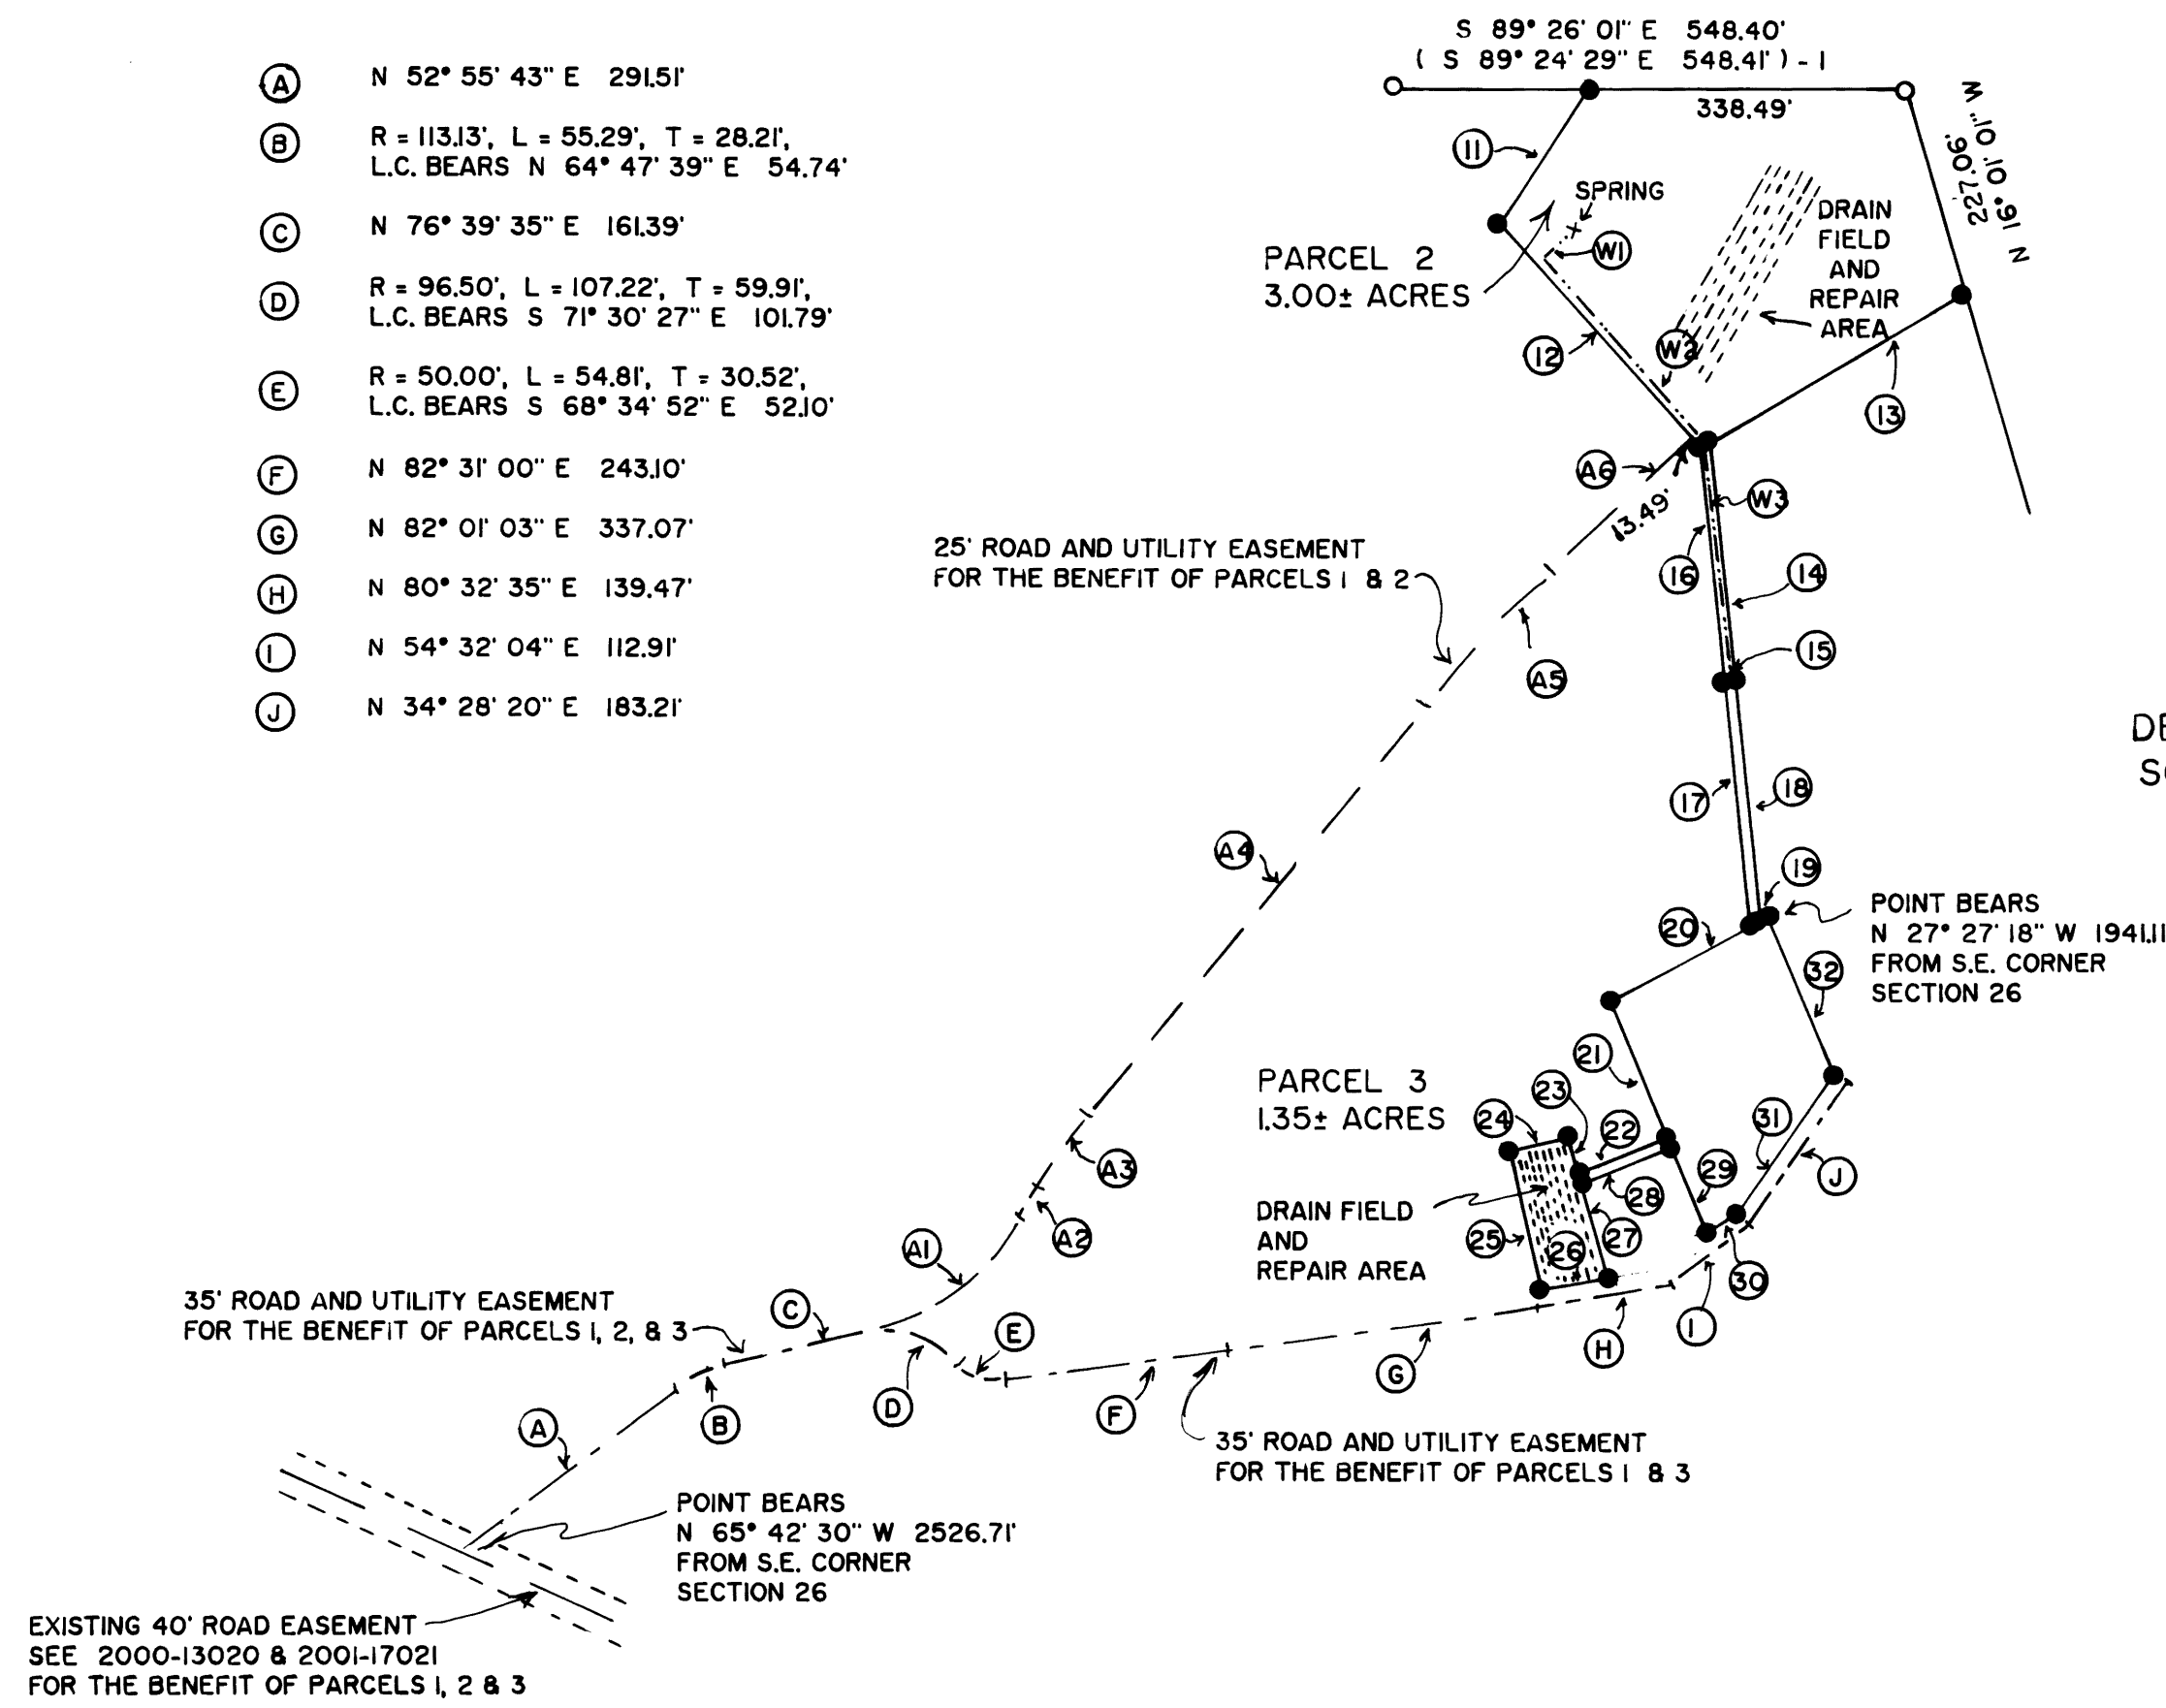 A N 52° 55' 43" E 291.51'
B R = 113.13', L = 55.29', T = 28.21',
L.C. BEARS N 64° 47' 39" E 54.74'
C N 76° 39' 35" E 161.39'
D R = 96.50', L = 107.22', T = 59.91',
L.C. BEARS S 71° 30' 27" E 101.79'
E R = 50.00', L = 54.81', T = 30.52',
L.C. BEARS S 68° 34' 52" E 52.10'
F N 82° 31' 00" E 243.10'
G N 82° 01' 03" E 337.07'
H N 80° 32' 35" E 139.47'
I N 54° 32' 04" E 112.91'
J N 34° 28' 20" E 183.21'
S 89° 26' 01" E 548.40'
( S 89° 24' 29" E 548.41' ) - 1
338.49'
N 16° 01' 01" W
227.06'
11
SPRING
W1
PARCEL 2
3.00± ACRES
DRAIN
FIELD
AND
REPAIR
AREA
12
W2
13
A6
13.49'
W3
16
14
25' ROAD AND UTILITY EASEMENT
FOR THE BENEFIT OF PARCELS 1 & 2
15
A5
17
18
A4
19
20
POINT BEARS
N 27° 27' 18" W 1941.11
FROM S.E. CORNER
SECTION 26
32
21
PARCEL 3
1.35± ACRES
23
24
22
31
A3
29
J
28
DRAIN FIELD
AND
REPAIR AREA
25
26
27
A2
A1
30
35' ROAD AND UTILITY EASEMENT
FOR THE BENEFIT OF PARCELS 1, 2, & 3
C
E
I
H
G
D
F
B
A
35' ROAD AND UTILITY EASEMENT
FOR THE BENEFIT OF PARCELS 1 & 3
POINT BEARS
N 65° 42' 30" W 2526.71'
FROM S.E. CORNER
SECTION 26
EXISTING 40' ROAD EASEMENT
SEE 2000-13020 & 2001-17021
FOR THE BENEFIT OF PARCELS 1, 2 & 3